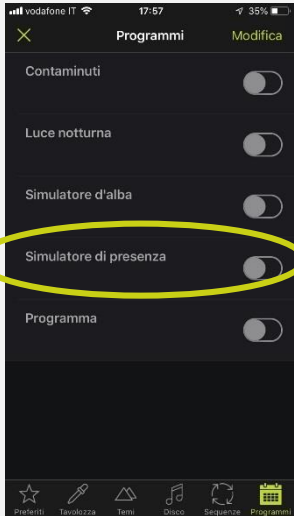 vodafone IT 17:57 35%
Programmi Modifica
Contaminuti
Luce notturna
Simulatore d'alba
Simulatore di presenza
Programma
Preferiti Tavolozza Temi Disco Sequenze Programmi